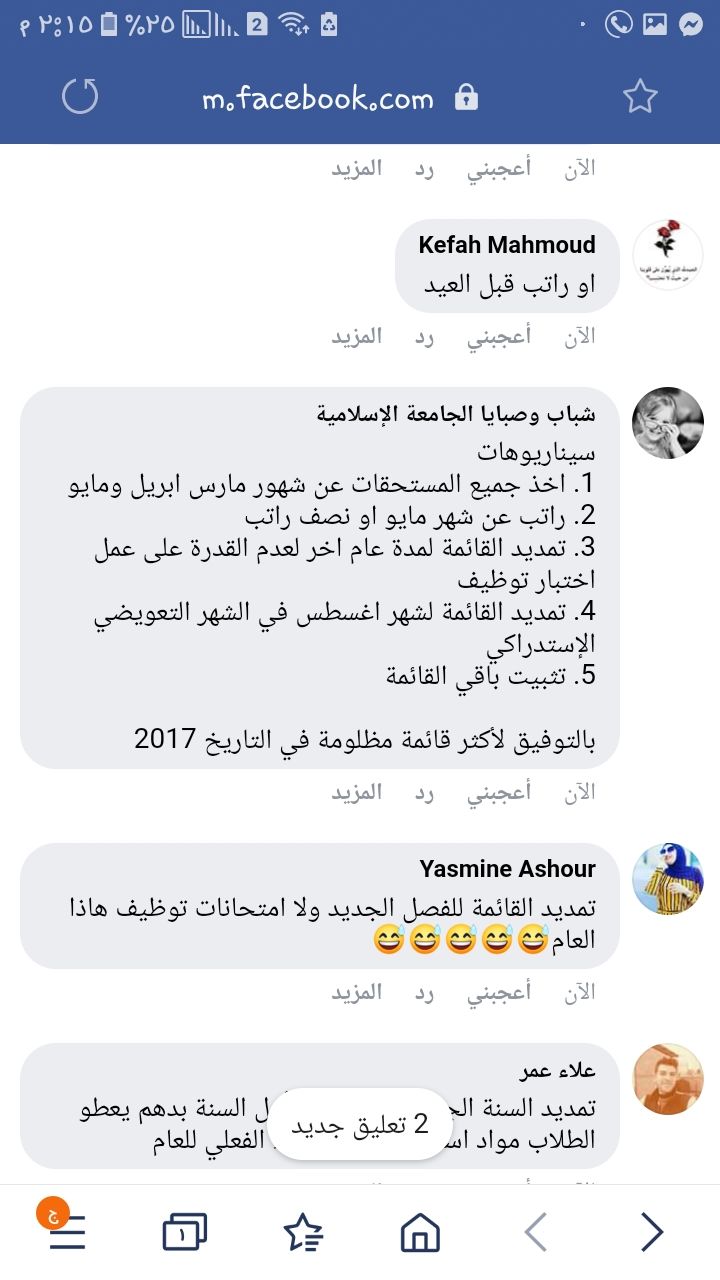 ٢:١٥ م
%٢٥
2
m.facebook.com
الآن أعجبني رد المزيد
Kefah Mahmoud
او راتب قبل العيد
الآن أعجبني رد المزيد
شباب وصبايا الجامعة الإسلامية
سيناريوهات
1. اخذ جميع المستحقات عن شهور مارس ابريل ومايو
2. راتب عن شهر مايو او نصف راتب
3. تمديد القائمة لمدة عام اخر لعدم القدرة على عمل
اختبار توظيف
4. تمديد القائمة لشهر اغسطس في الشهر التعويضي
الإستدراكي
5. تثبيت باقي القائمة
بالتوفيق لأكثر قائمة مظلومة في التاريخ 2017
الآن أعجبني رد المزيد
Yasmine Ashour
تمديد القائمة للفصل الجديد ولا امتحانات توظيف هاذا
العام😅😅😅😅😅
الآن أعجبني رد المزيد
علاء عمر
تمديد السنة السنة بدهم يعطو
الطلاب مواد الفعلي للعام
2 تعليق جديد
ج
١